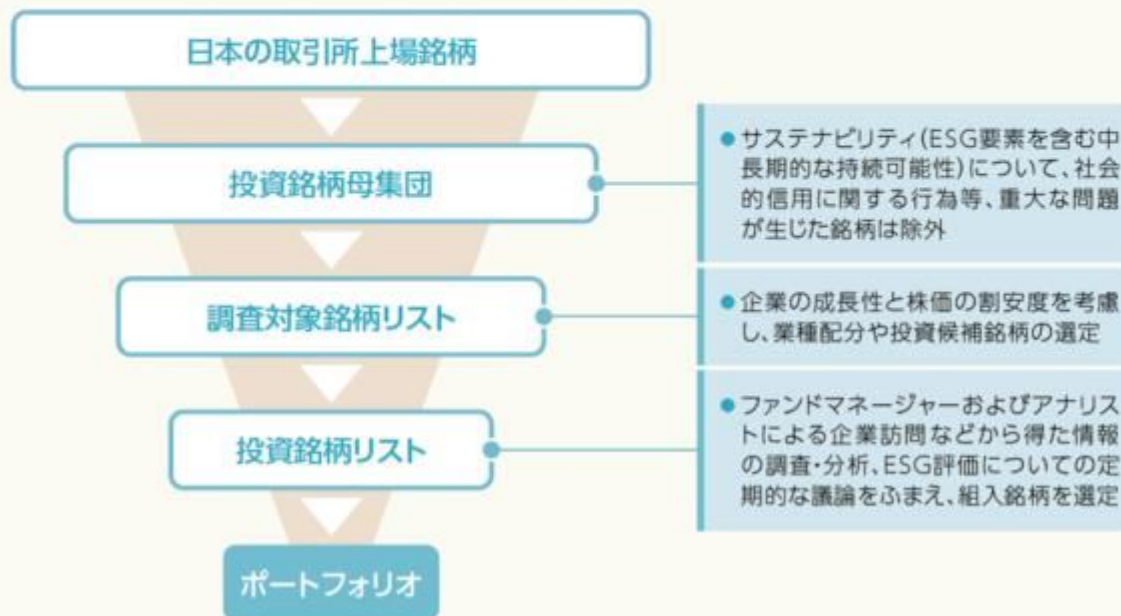 日本の取引所上場銘柄
投資銘柄母集団
● サステナビリティ(ESG要素を含む中
長期的な持続可能性)について、社会
的信用に関する行為等、重大な問題
が生じた銘柄は除外
調査対象銘柄リスト
● 企業の成長性と株価の割安度を考慮
し、業種配分や投資候補銘柄の選定
投資銘柄リスト
● ファンドマネージャーおよびアナリス
トによる企業訪問などから得た情報
の調査・分析、ESG評価についての定
期的な議論をふまえ、組入銘柄を選定
ポートフォリオ